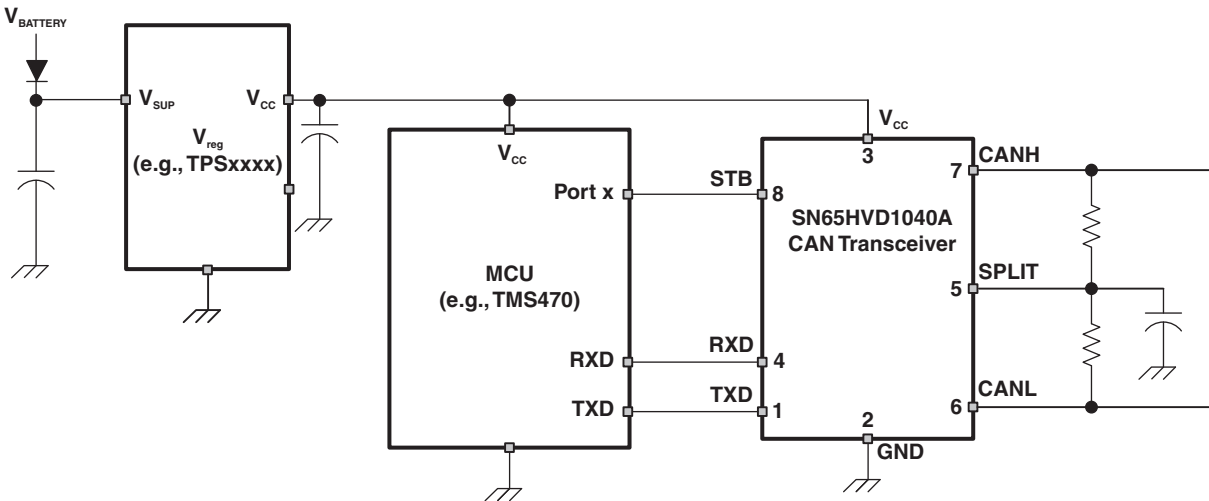 VBATTERY
VSUP
VCC
Vreg
(e.g., TPSxxxx)
VCC
Port x
MCU
(e.g., TMS470)
RXD
TXD
STB
RXD
TXD
VCC
3
8
SN65HVD1040A
CAN Transceiver
4
1
2
GND
7
CANH
5
SPLIT
6
CANL